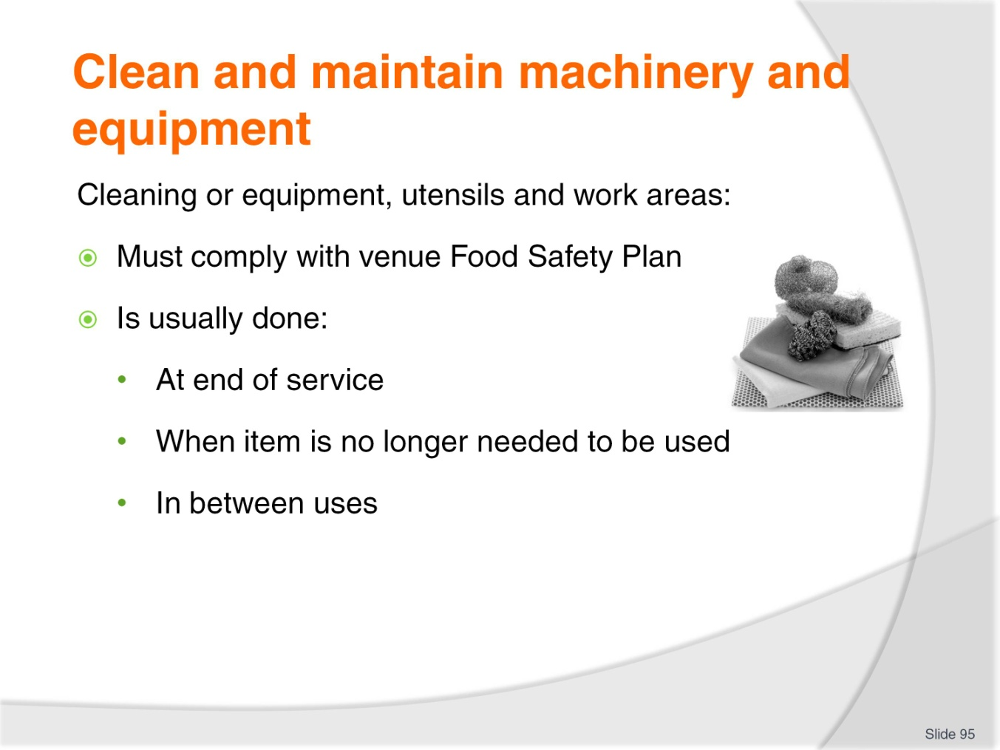 Clean and maintain machinery and
equipment
Cleaning or equipment, utensils and work areas:
Must comply with venue Food Safety Plan
Is usually done:
• At end of service
• When item is no longer needed to be used
• In between uses
Slide 95